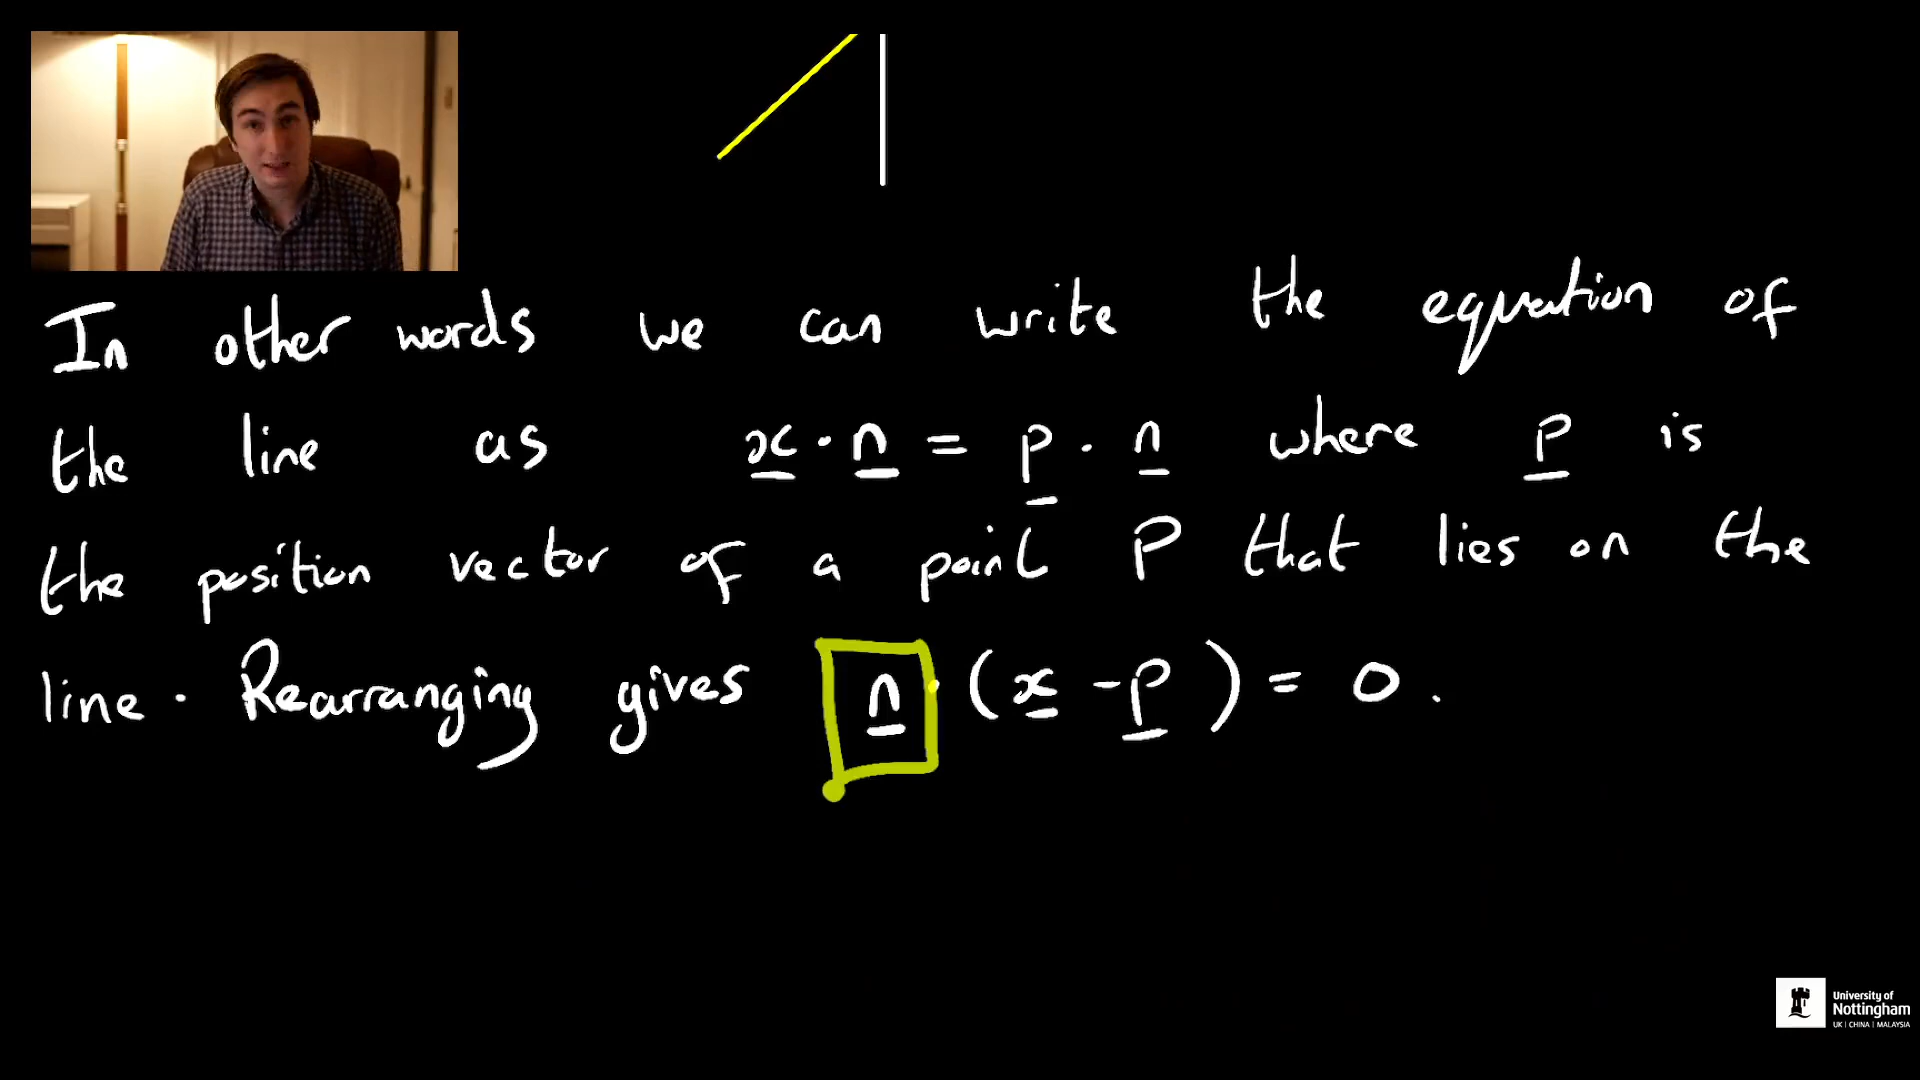 In other words we can write the equation of
the line as x · n = p · n where p is
the position vector of a point P that lies on the
line. Rearranging gives n · (x - p) = 0.
University of
Nottingham
UK | CHINA | MALAYSIA